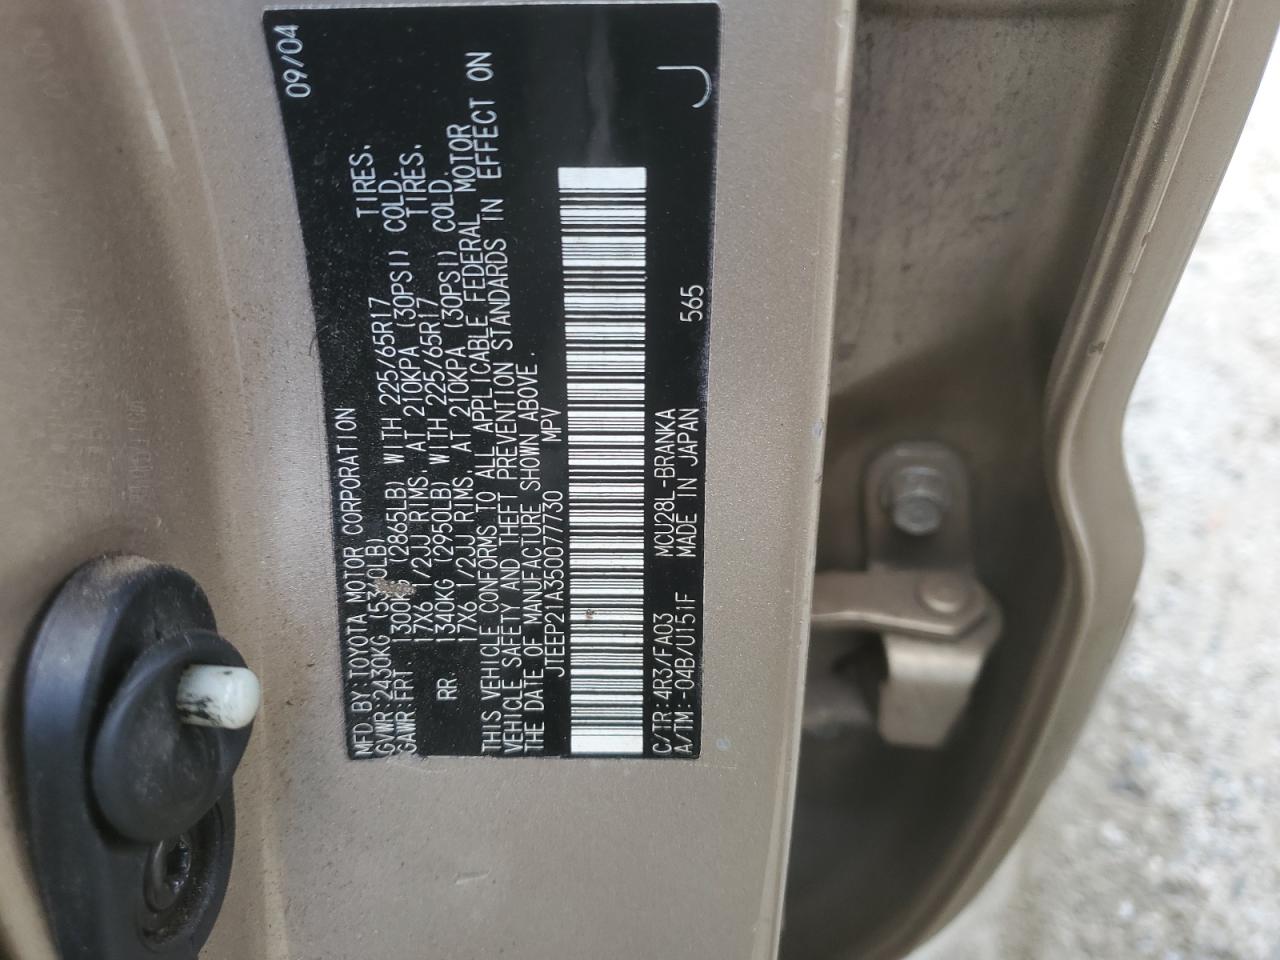 MFD. BY TOYOTA MOTOR CORPORATION 09/04
GVWR:2430KG (5350LB)
GAWR:FRT. 1300KG (2865LB) WITH 225/65R17 TIRES.
17X6 1/2JJ RIMS, AT 210KPA (30PSI) COLD.
RR. 1340KG (2950LB) WITH 225/65R17 TIRES.
17X6 1/2JJ RIMS, AT 210KPA (30PSI) COLD.
THIS VEHICLE CONFORMS TO ALL APPLICABLE FEDERAL MOTOR
VEHICLE SAFETY AND THEFT PREVENTION STANDARDS IN EFFECT ON
THE DATE OF MANUFACTURE SHOWN ABOVE.
JTEEP21A350077730 MPV
C/TR:4R3/FA03 MCU28L-BRANKA 565 J
A/TM:-04B/U151F MADE IN JAPAN